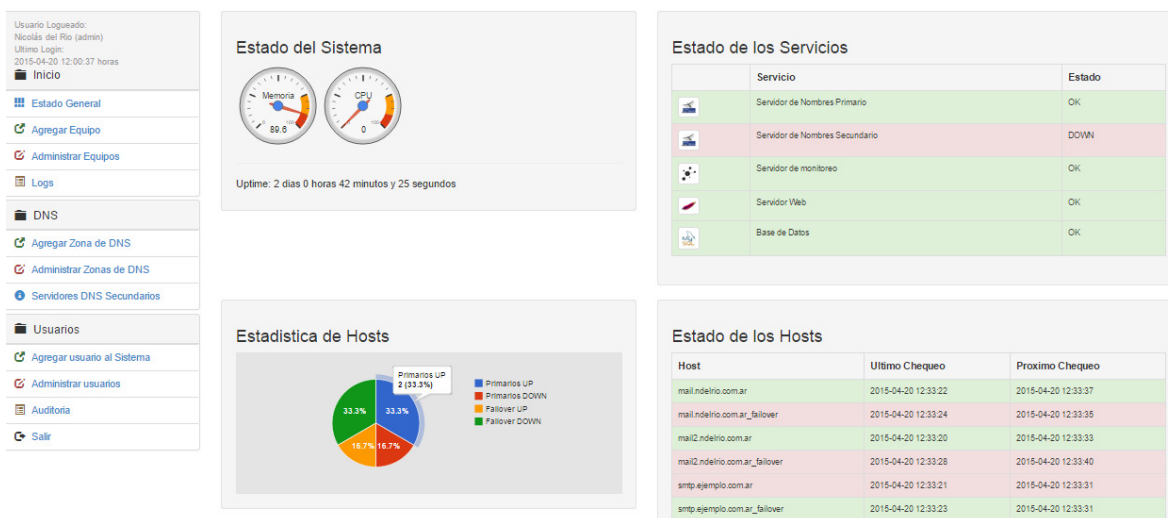 Usuario Logueado:
Nicolás del Rio (admin)
Ultimo Login:
2015-04-20 12:00:37 horas
Inicio
Estado General
Agregar Equipo
Administrar Equipos
Logs
DNS
Agregar Zona de DNS
Administrar Zonas de DNS
Servidores DNS Secundarios
Usuarios
Agregar usuario al Sistema
Administrar usuarios
Auditoria
Salir
Estado del Sistema
Memoria
0 100
89.6
CPU
100
0
Uptime: 2 dias 0 horas 42 minutos y 25 segundos
Estado de los Servicios
Servicio Estado
Servidor de Nombres Primario OK
Servidor de Nombres Secundario DOWN
Servidor de monitoreo OK
Servidor Web OK
Base de Datos OK
Estadistica de Hosts
Primarios UP
2 (33.3%)
33.3% 33.3%
16.7% 16.7%
Primarios UP
Primarios DOWN
Failover UP
Failover DOWN
Estado de los Hosts
Host Ultimo Chequeo Proximo Chequeo
mail.ndelrio.com.ar 2015-04-20 12:33:22 2015-04-20 12:33:37
mail.ndelrio.com.ar_failover 2015-04-20 12:33:24 2015-04-20 12:33:35
mail2.ndelrio.com.ar 2015-04-20 12:33:20 2015-04-20 12:33:33
mail2.ndelrio.com.ar_failover 2015-04-20 12:33:28 2015-04-20 12:33:40
smtp.ejemplo.com.ar 2015-04-20 12:33:21 2015-04-20 12:33:31
smtp.ejemplo.com.ar_failover 2015-04-20 12:33:23 2015-04-20 12:33:31